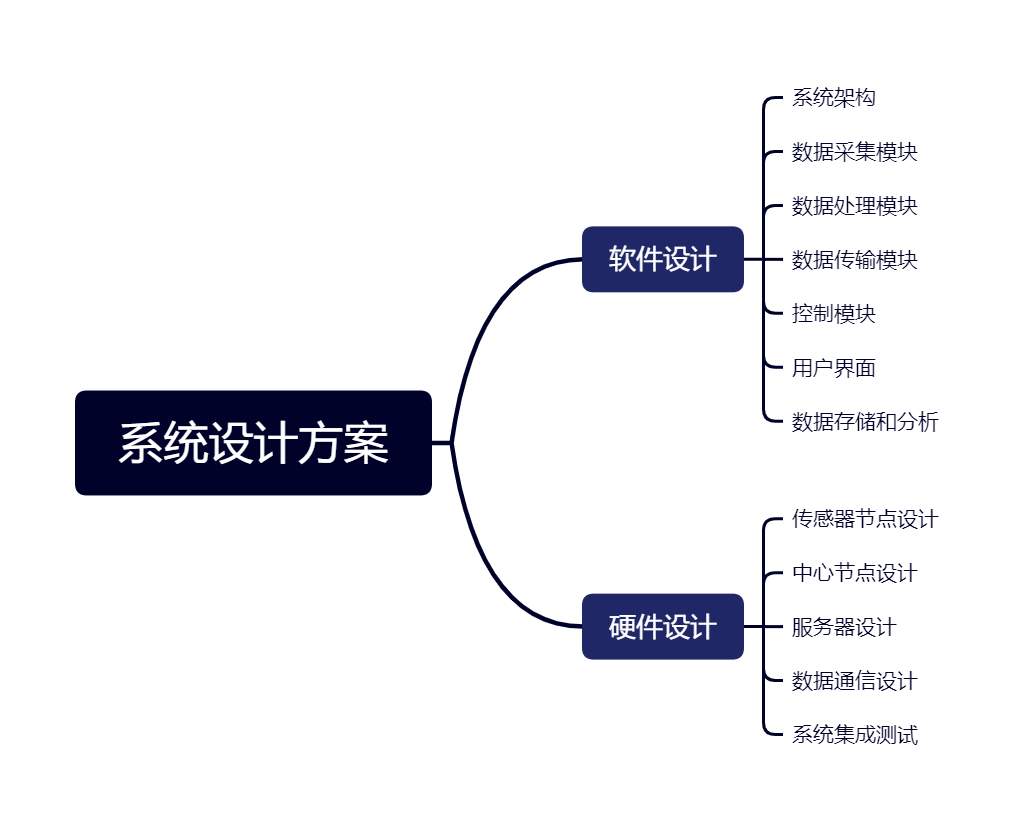 系统设计方案
软件设计
系统架构
数据采集模块
数据处理模块
数据传输模块
控制模块
用户界面
数据存储和分析
硬件设计
传感器节点设计
中心节点设计
服务器设计
数据通信设计
系统集成测试